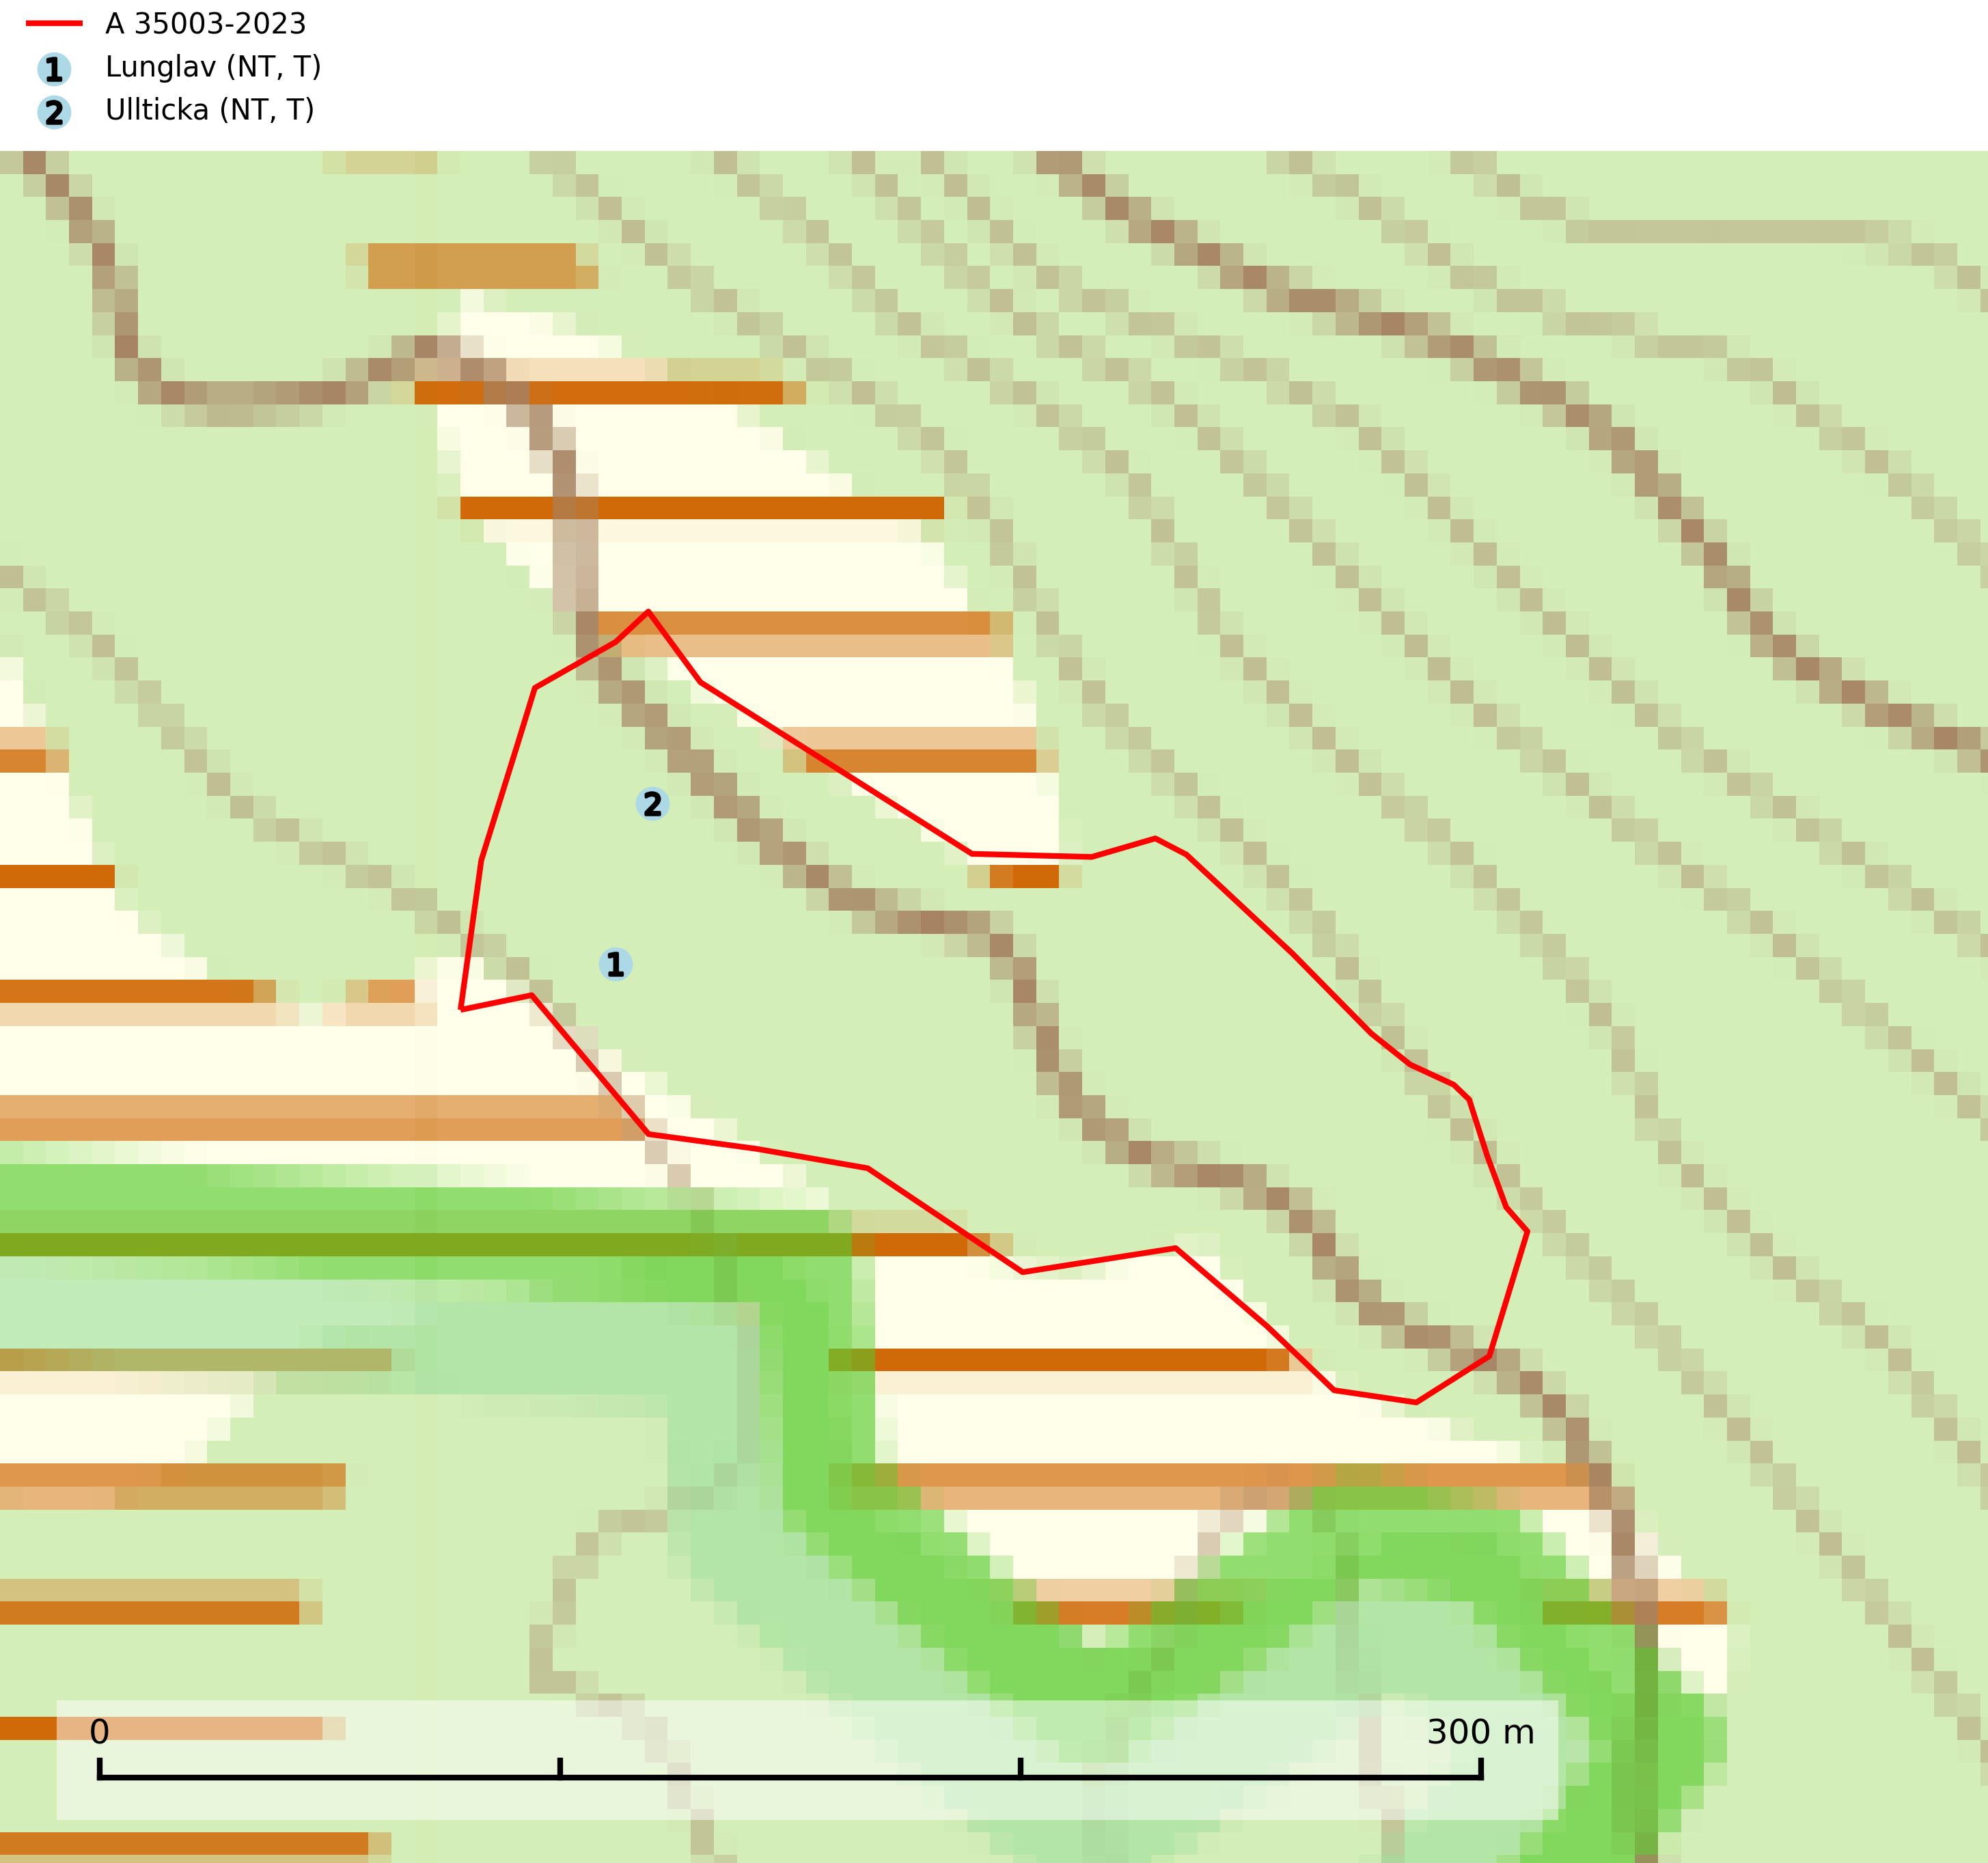 A 35003-2023
1 Lunglav (NT, T)
2 Ullticka (NT, T)
2
1
0 300 m